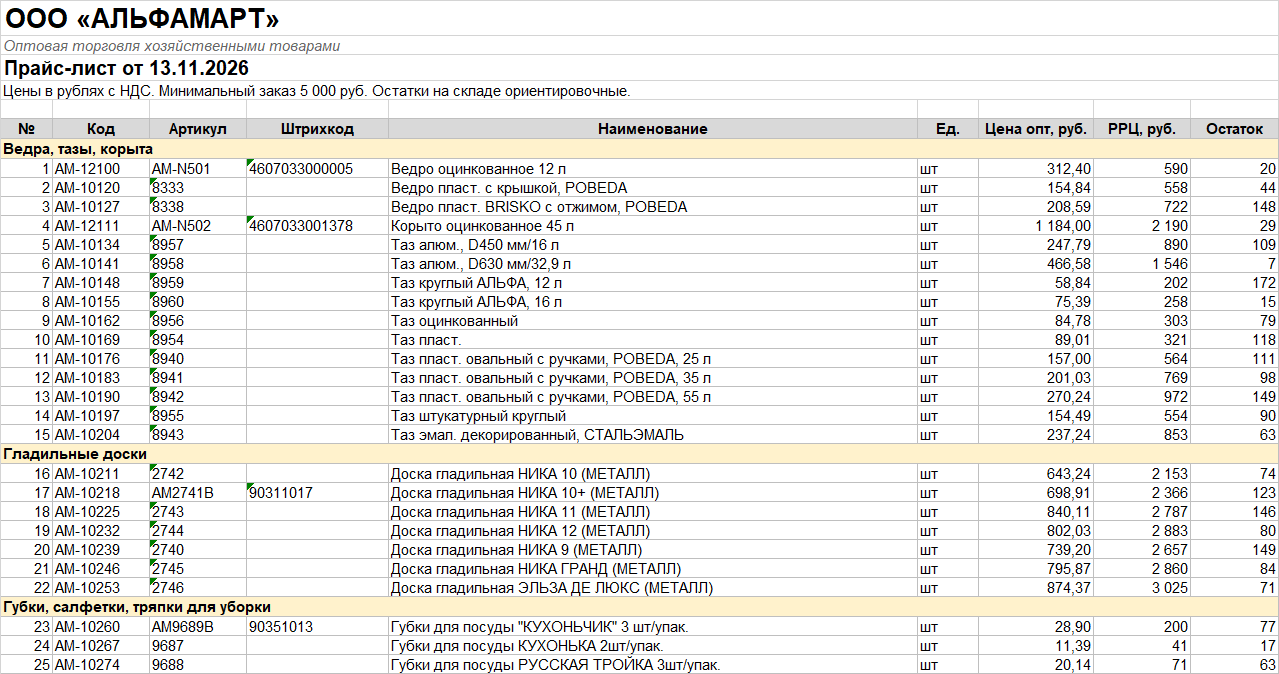 ООО «АЛЬФАМАРТ»
Оптовая торговля хозяйственными товарами
Прайс-лист от 13.11.2026
Цены в рублях с НДС. Минимальный заказ 5 000 руб. Остатки на складе ориентировочные.
№ Код Артикул Штрихкод Наименование Ед. Цена опт, руб. РРЦ, руб. Остаток
Ведра, тазы, корыта
1 АМ-12100 AM-N501 4607033000005 Ведро оцинкованное 12 л шт 312,40 590 20
2 АМ-10120 8333 Ведро пласт. с крышкой, POBEDA шт 154,84 558 44
3 АМ-10127 8338 Ведро пласт. BRISKO с отжимом, POBEDA шт 208,59 722 148
4 АМ-12111 AM-N502 4607033001378 Корыто оцинкованное 45 л шт 1 184,00 2 190 29
5 АМ-10134 8957 Таз алюм., D450 мм/16 л шт 247,79 890 109
6 АМ-10141 8958 Таз алюм., D630 мм/32,9 л шт 466,58 1 546 7
7 АМ-10148 8959 Таз круглый АЛЬФА, 12 л шт 58,84 202 172
8 АМ-10155 8960 Таз круглый АЛЬФА, 16 л шт 75,39 258 15
9 АМ-10162 8956 Таз оцинкованный шт 84,78 303 79
10 АМ-10169 8954 Таз пласт. шт 89,01 321 118
11 АМ-10176 8940 Таз пласт. овальный с ручками, POBEDA, 25 л шт 157,00 564 111
12 АМ-10183 8941 Таз пласт. овальный с ручками, POBEDA, 35 л шт 201,03 769 98
13 АМ-10190 8942 Таз пласт. овальный с ручками, POBEDA, 55 л шт 270,24 972 149
14 АМ-10197 8955 Таз штукатурный круглый шт 154,49 554 90
15 АМ-10204 8943 Таз эмал. декорированный, СТАЛЬЭМАЛЬ шт 237,24 853 63
Гладильные доски
16 АМ-10211 2742 Доска гладильная НИКА 10 (МЕТАЛЛ) шт 643,24 2 153 74
17 АМ-10218 AM2741B 90311017 Доска гладильная НИКА 10+ (МЕТАЛЛ) шт 698,91 2 366 123
18 АМ-10225 2743 Доска гладильная НИКА 11 (МЕТАЛЛ) шт 840,11 2 787 146
19 АМ-10232 2744 Доска гладильная НИКА 12 (МЕТАЛЛ) шт 802,03 2 883 80
20 АМ-10239 2740 Доска гладильная НИКА 9 (МЕТАЛЛ) шт 739,20 2 657 149
21 АМ-10246 2745 Доска гладильная НИКА ГРАНД (МЕТАЛЛ) шт 795,87 2 860 84
22 АМ-10253 2746 Доска гладильная ЭЛЬЗА ДЕ ЛЮКС (МЕТАЛЛ) шт 874,37 3 025 71
Губки, салфетки, тряпки для уборки
23 АМ-10260 AM9689B 90351013 Губки для посуды "КУХОНЬЧИК" 3 шт/упак. шт 28,90 200 77
24 АМ-10267 9687 Губки для посуды КУХОНЬКА 2шт/упак. шт 11,39 41 17
25 АМ-10274 9688 Губки для посуды РУССКАЯ ТРОЙКА 3шт/упак. шт 20,14 71 63